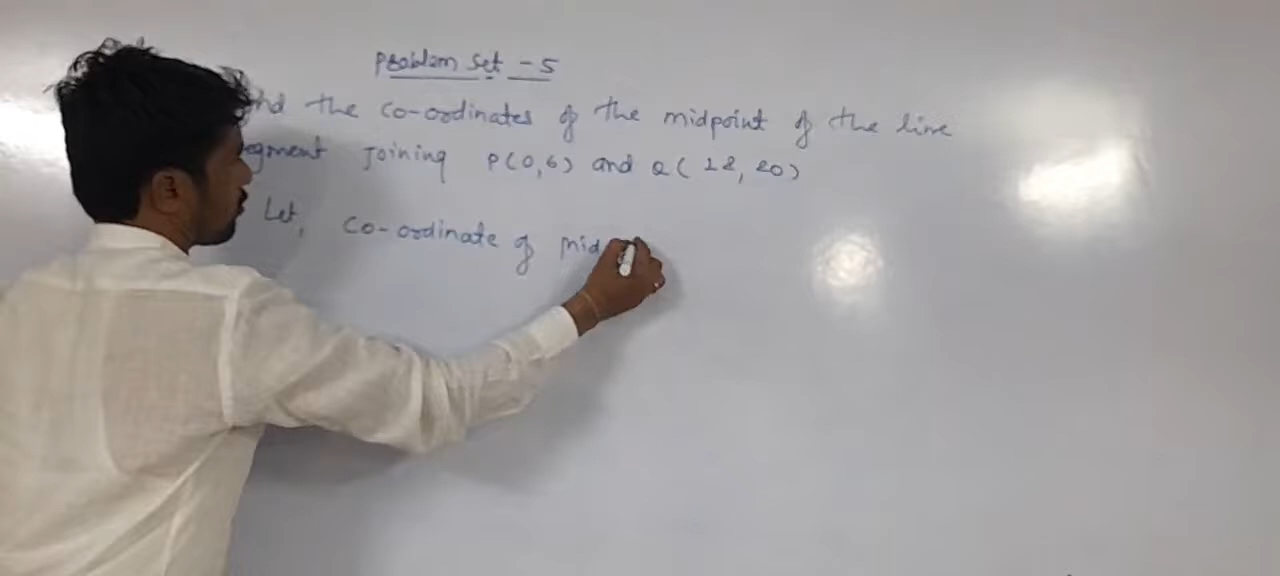 Problem Set - 5
the co-ordinates of the midpoint of the line
egment Joining P(0,6) and Q(12,20)
Let, co-ordinate of mid